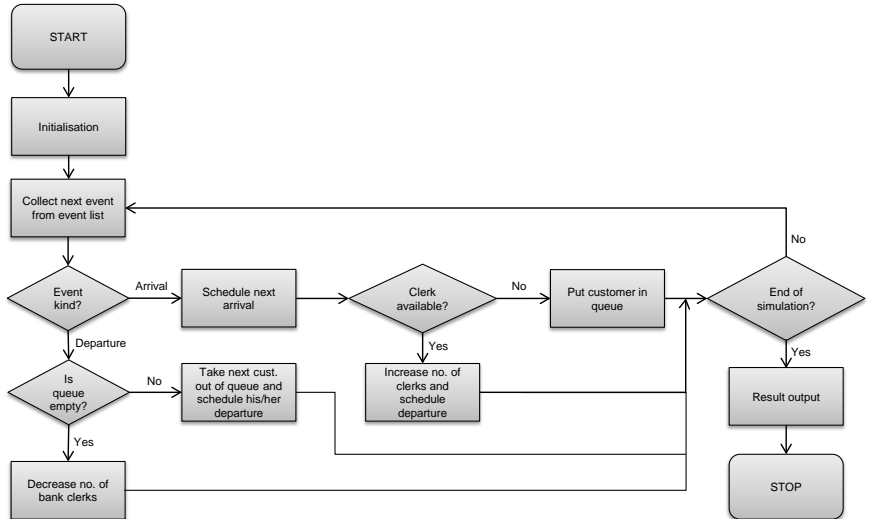 START
Initialisation
Collect next event
from event list
No
Event
kind?
Arrival
Schedule next
arrival
Clerk
available?
No
Put customer in
queue
End of
simulation?
Departure
Yes
Yes
Is
queue
empty?
No
Take next cust.
out of queue and
schedule his/her
departure
Increase no. of
clerks and
schedule
departure
Result output
Yes
Decrease no. of
bank clerks
STOP